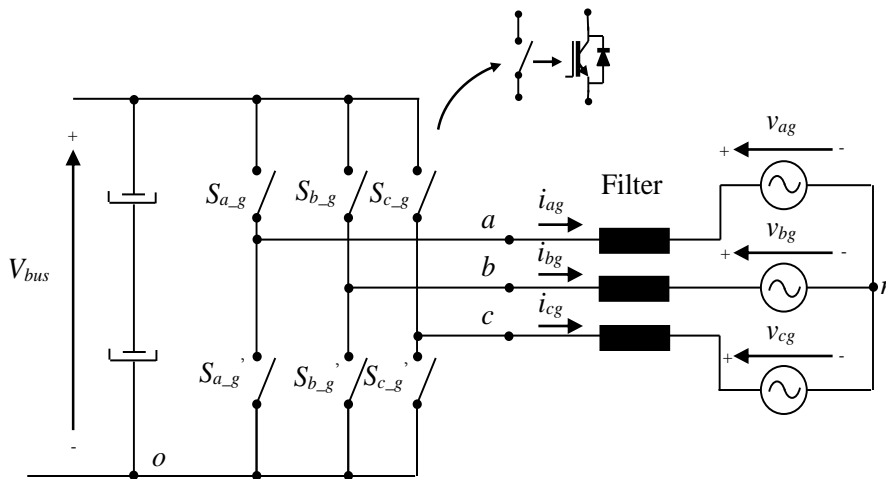 v_ag
+ -
S_a_g S_b_g S_c_g
Filter
+
a i_ag
v_bg
+ -
V_bus
b i_bg
c i_cg
v_cg
+ -
S_a_g' S_b_g' S_c_g'
-
o